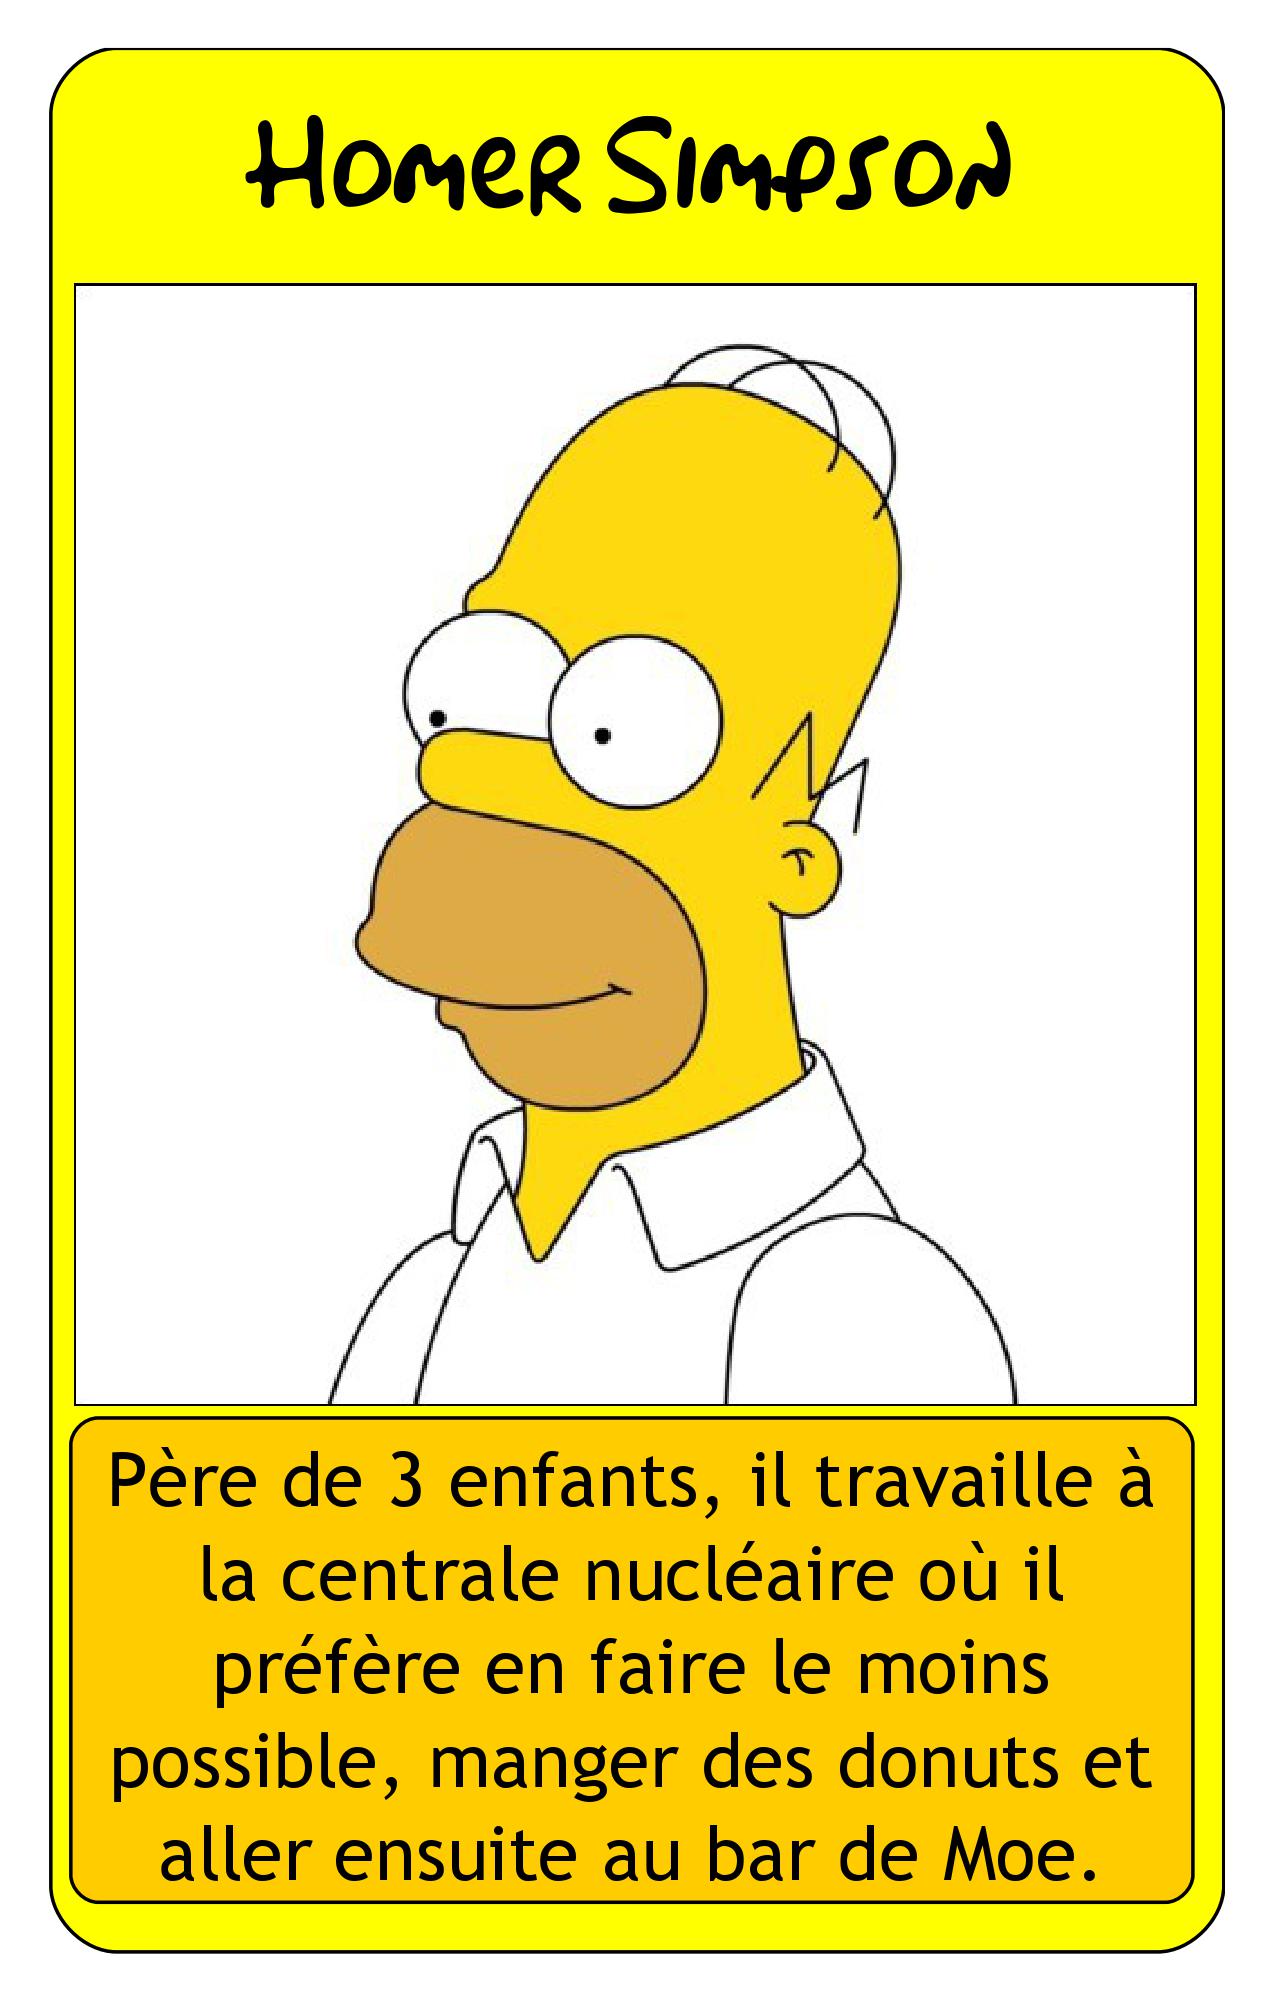 Homer Simpson
Père de 3 enfants, il travaille à
la centrale nucléaire où il
préfère en faire le moins
possible, manger des donuts et
aller ensuite au bar de Moe.